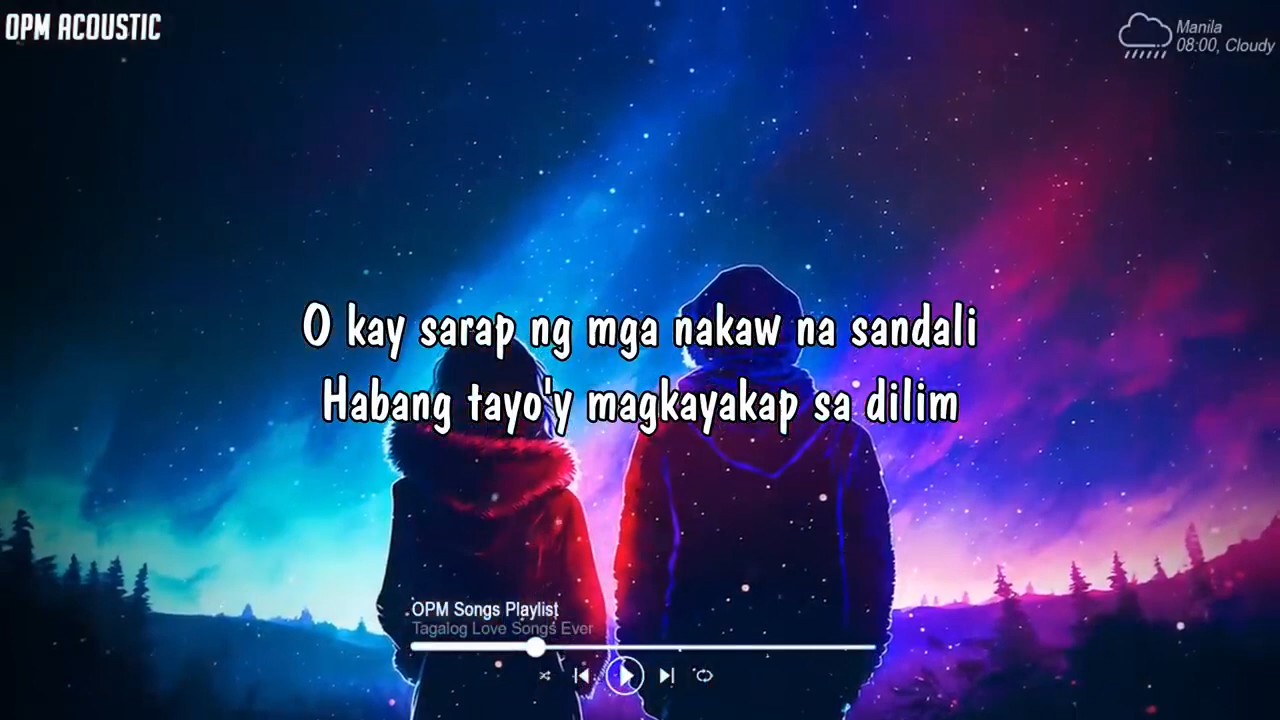 OPM ACOUSTIC
Manila
08:00, Cloudy
O kay sarap ng mga nakaw na sandali
Habang tayo'y magkayakap sa dilim
OPM Songs Playlist
Tagalog Love Songs Ever